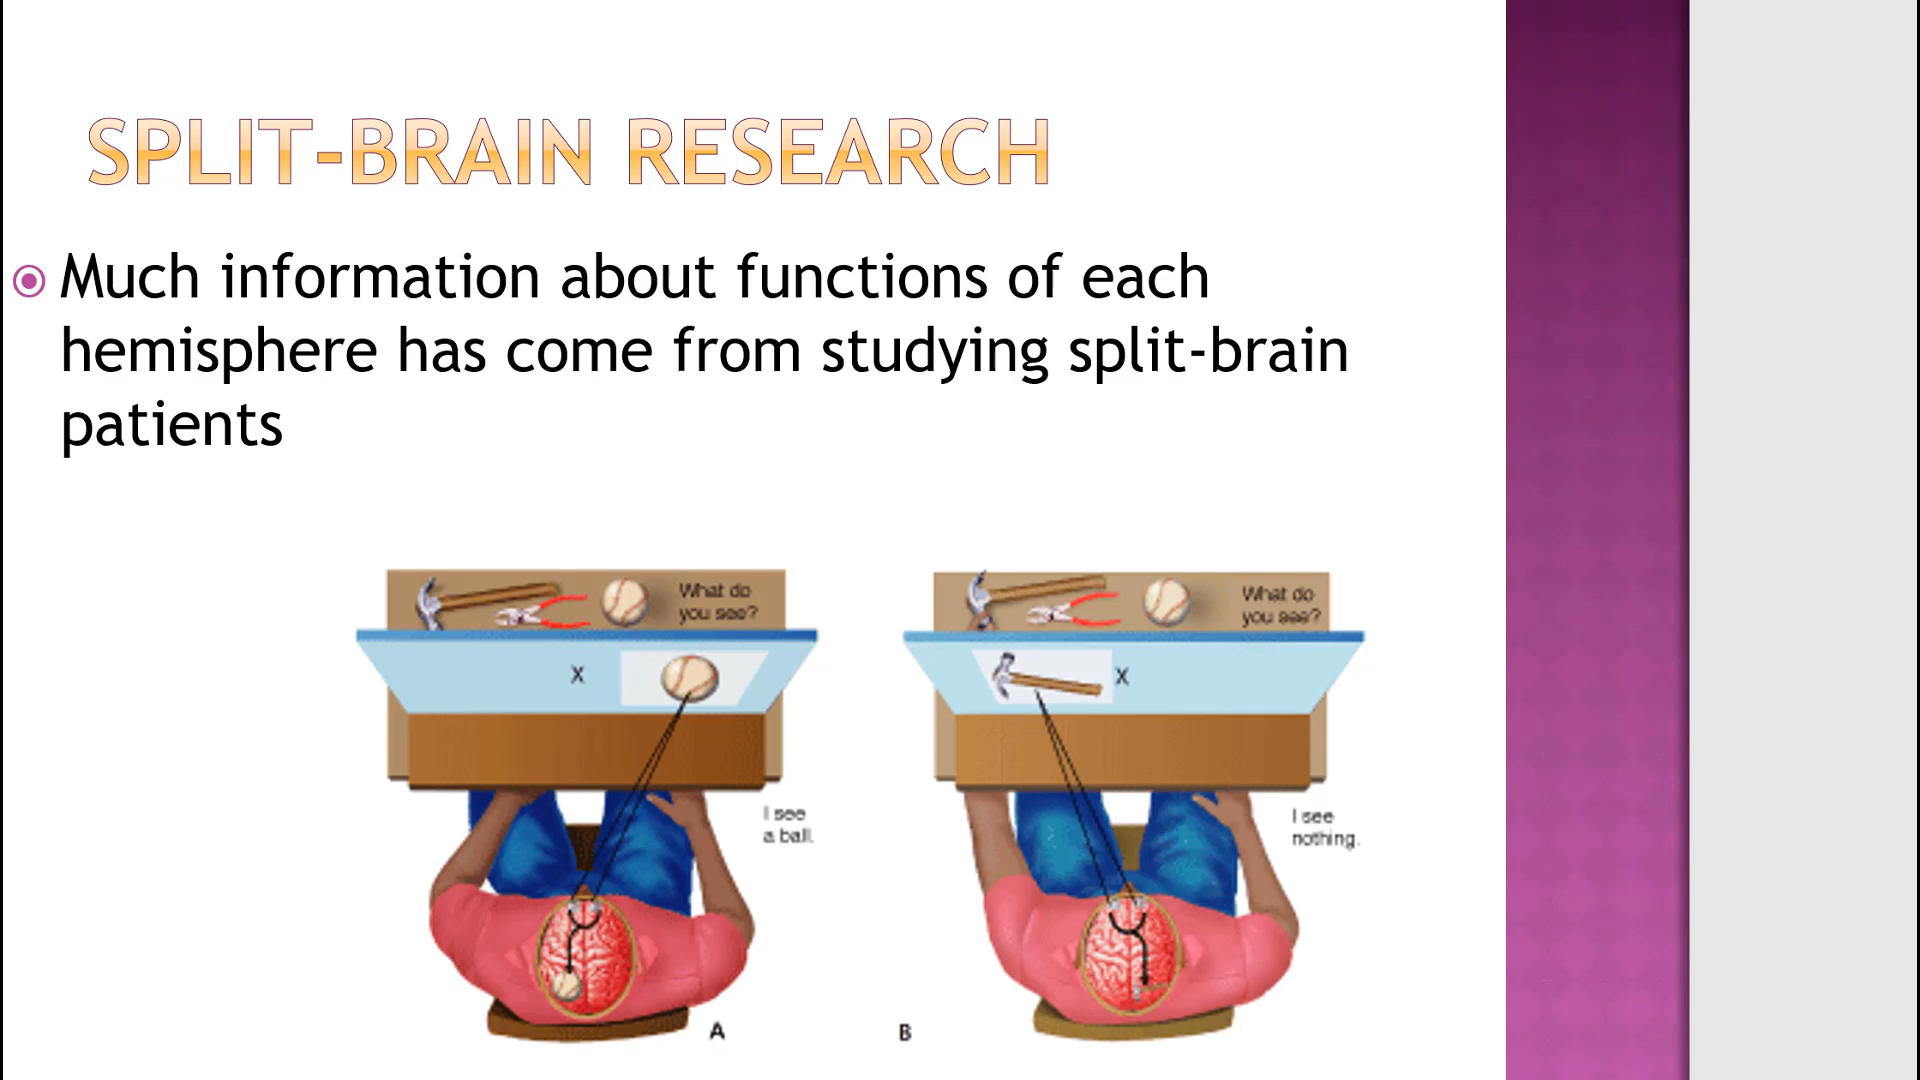 SPLIT-BRAIN RESEARCH
Much information about functions of each
hemisphere has come from studying split-brain
patients
What do
you see?
X
I see
a ball.
A
What do
you see?
X
I see
nothing.
B